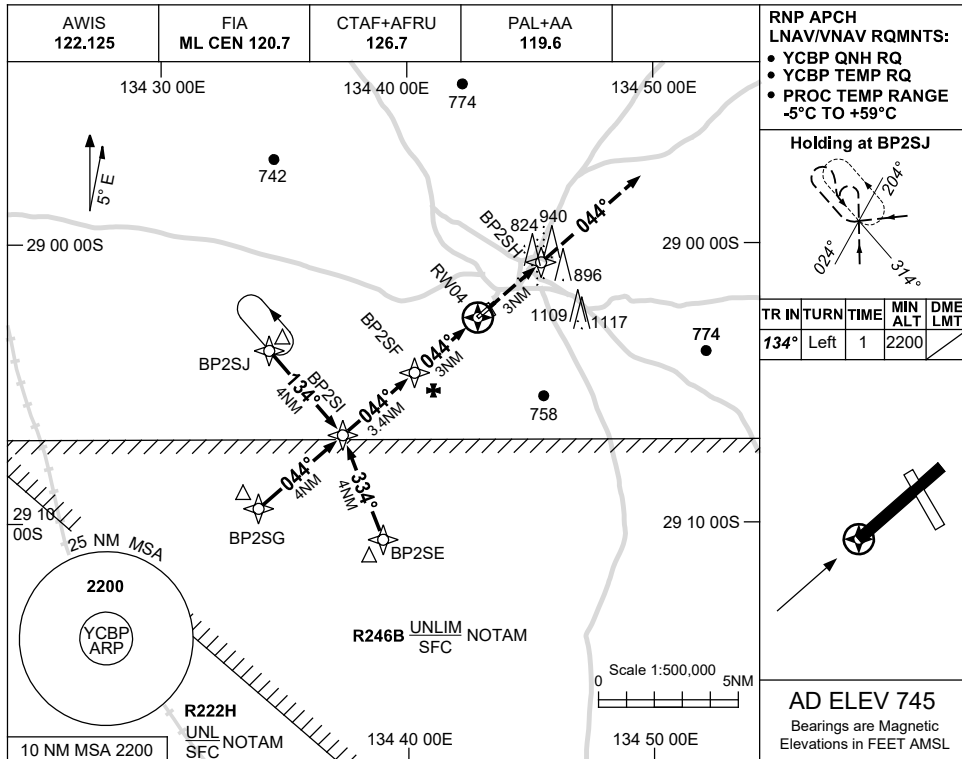 AWIS
122.125
FIA
ML CEN 120.7
CTAF+AFRU
126.7
PAL+AA
119.6
RNP APCH
LNAV/VNAV RQMNTS:
• YCBP QNH RQ
• YCBP TEMP RQ
• PROC TEMP RANGE
-5°C TO +59°C
134 30 00E
134 40 00E
134 50 00E
774
742
5° E
Holding at BP2SJ
204°
024°
314°
29 00 00S
29 00 00S
824
940
044°
BP2SH
896
RW04
3NM
1109
1117
TR IN
TURN
TIME
MIN
ALT
DME
LMT
134°
Left
1
2200
774
BP2SF
044°
3NM
BP2SJ
134°
4NM
BP2SI
044°
3.4NM
758
044°
4NM
334°
4NM
BP2SG
BP2SE
29 10
00S
29 10 00S
25 NM MSA
2200
YCBP
ARP
R246B UNLIM NOTAM
SFC
Scale 1:500,000
0
5NM
R222H
UNL NOTAM
SFC
10 NM MSA 2200
134 40 00E
134 50 00E
AD ELEV 745
Bearings are Magnetic
Elevations in FEET AMSL